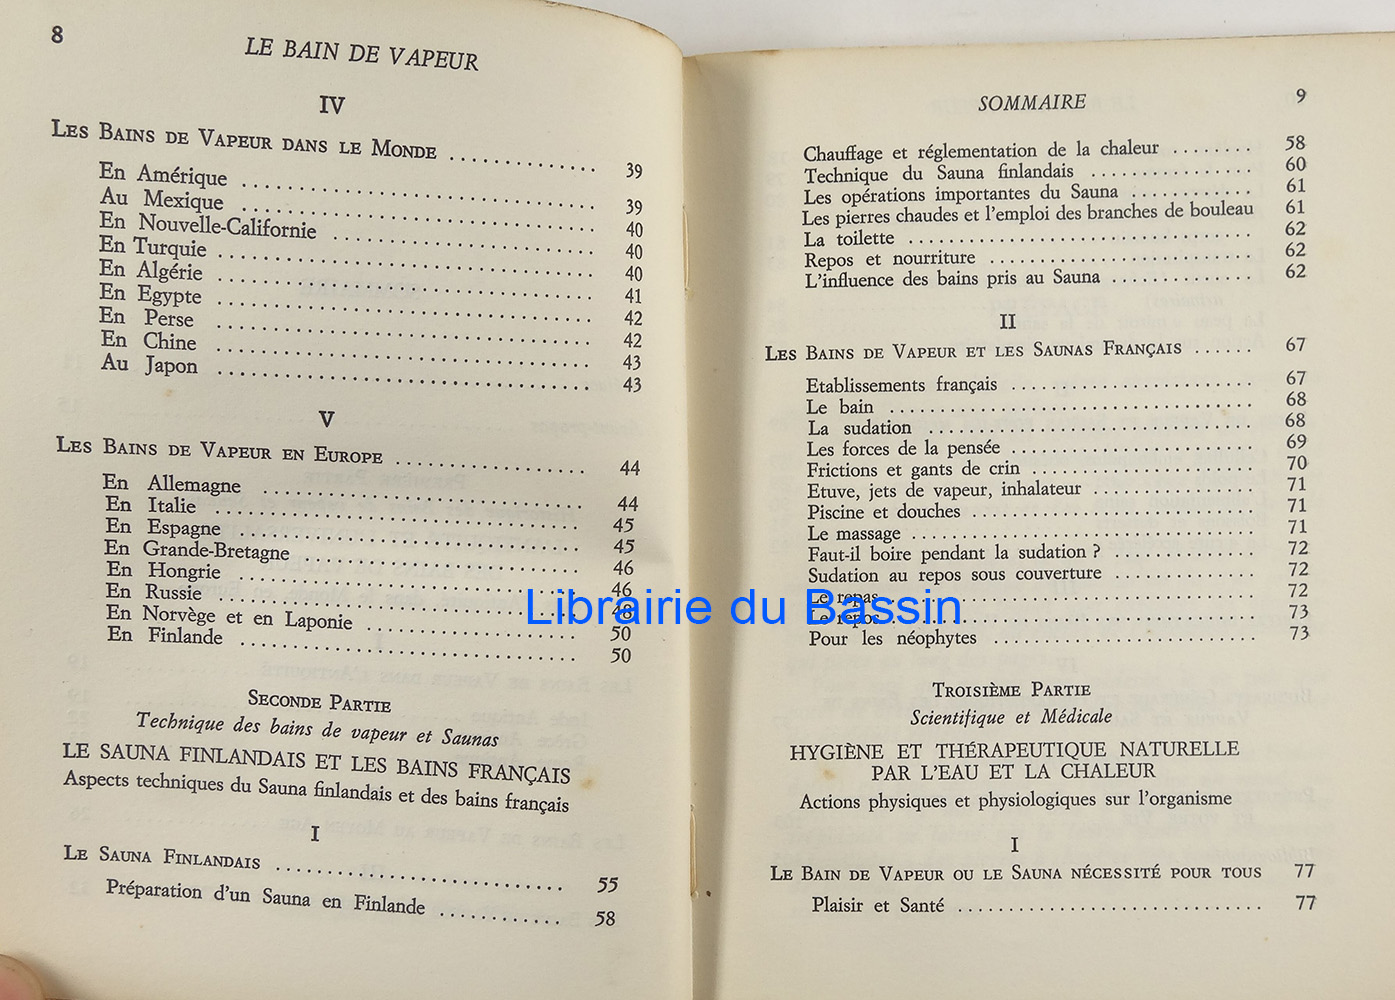 8
LE BAIN DE VAPEUR
IV
LES BAINS DE VAPEUR DANS LE MONDE .............. 39
En Amérique .............................. 39
Au Mexique .............................. 40
En Nouvelle-Californie .............................. 40
En Turquie .............................. 40
En Algérie .............................. 41
En Egypte .............................. 42
En Perse .............................. 42
En Chine .............................. 43
Au Japon .............................. 43
V
LES BAINS DE VAPEUR EN EUROPE .................. 44
En Allemagne .............................. 44
En Italie .............................. 45
En Espagne .............................. 45
En Grande-Bretagne .............................. 46
En Hongrie .............................. 46
En Russie .............................. 48
En Norvège et en Laponie .................. 50
En Finlande .............................. 50
SECONDE PARTIE
Technique des bains de vapeur et Saunas
LE SAUNA FINLANDAIS ET LES BAINS FRANÇAIS
Aspects techniques du Sauna finlandais et des bains français
I
LE SAUNA FINLANDAIS .............................. 55
Préparation d'un Sauna en Finlande ............ 58
SOMMAIRE
9
Chauffage et réglementation de la chaleur ........ 58
Technique du Sauna finlandais ................ 60
Les opérations importantes du Sauna ............ 61
Les pierres chaudes et l'emploi des branches de bouleau 61
La toilette .............................. 62
Repos et nourriture ........................ 62
L'influence des bains pris au Sauna ............ 62
II
LES BAINS DE VAPEUR ET LES SAUNAS FRANÇAIS ...... 67
Etablissements français ...................... 67
Le bain .............................. 68
La sudation .............................. 68
Les forces de la pensée ...................... 69
Frictions et gants de crin .................... 70
Etuve, jets de vapeur, inhalateur .............. 71
Piscine et douches .......................... 71
Le massage .............................. 71
Faut-il boire pendant la sudation ? ............ 72
Sudation au repos sous couverture ............ 72
Le repas .............................. 72
Le repos .............................. 73
Pour les néophytes ........................ 73
TROISIÈME PARTIE
Scientifique et Médicale
HYGIÈNE ET THÉRAPEUTIQUE NATURELLE
PAR L'EAU ET LA CHALEUR
Actions physiques et physiologiques sur l'organisme
I
LE BAIN DE VAPEUR OU LE SAUNA NÉCESSITÉ POUR TOUS 77
Plaisir et Santé .............................. 77
Librairie du Bassin